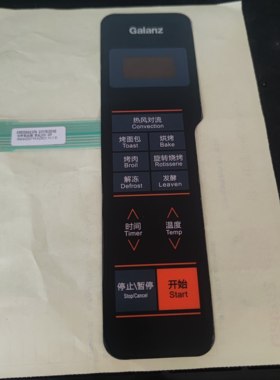 Galanz
热风对流
Convection
烤面包 烘烤
Toast Bake
烤肉 旋转烧烤
Broil Rotisserie
解冻 发酵
Defrost Leaven
时间 温度
Timer Temp
停止\暂停 开始
Stop/Cancel Start